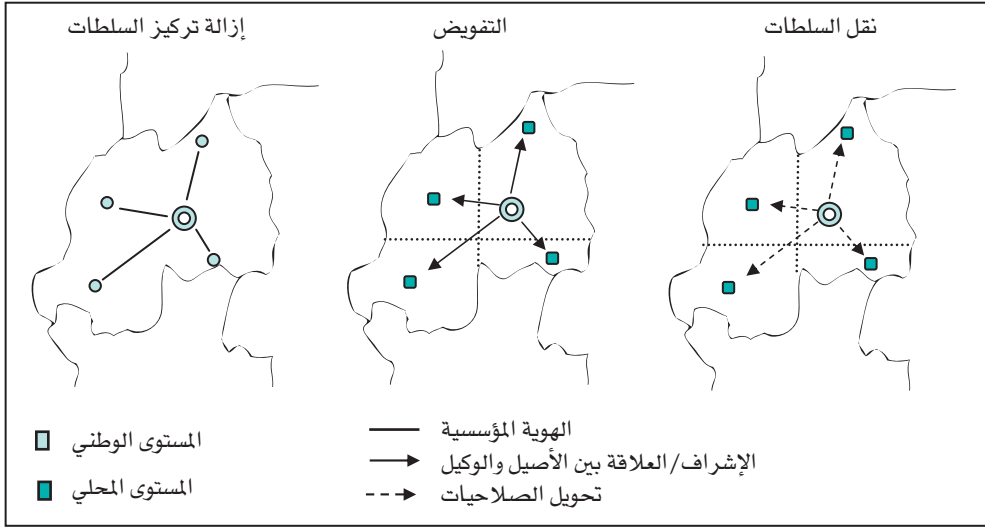 نقل السلطات
التفويض
إزالة تركيز السلطات
الهوية المؤسسية
الإشراف/العلاقة بين الأصيل والوكيل
تحويل الصلاحيات
المستوى الوطني
المستوى المحلي